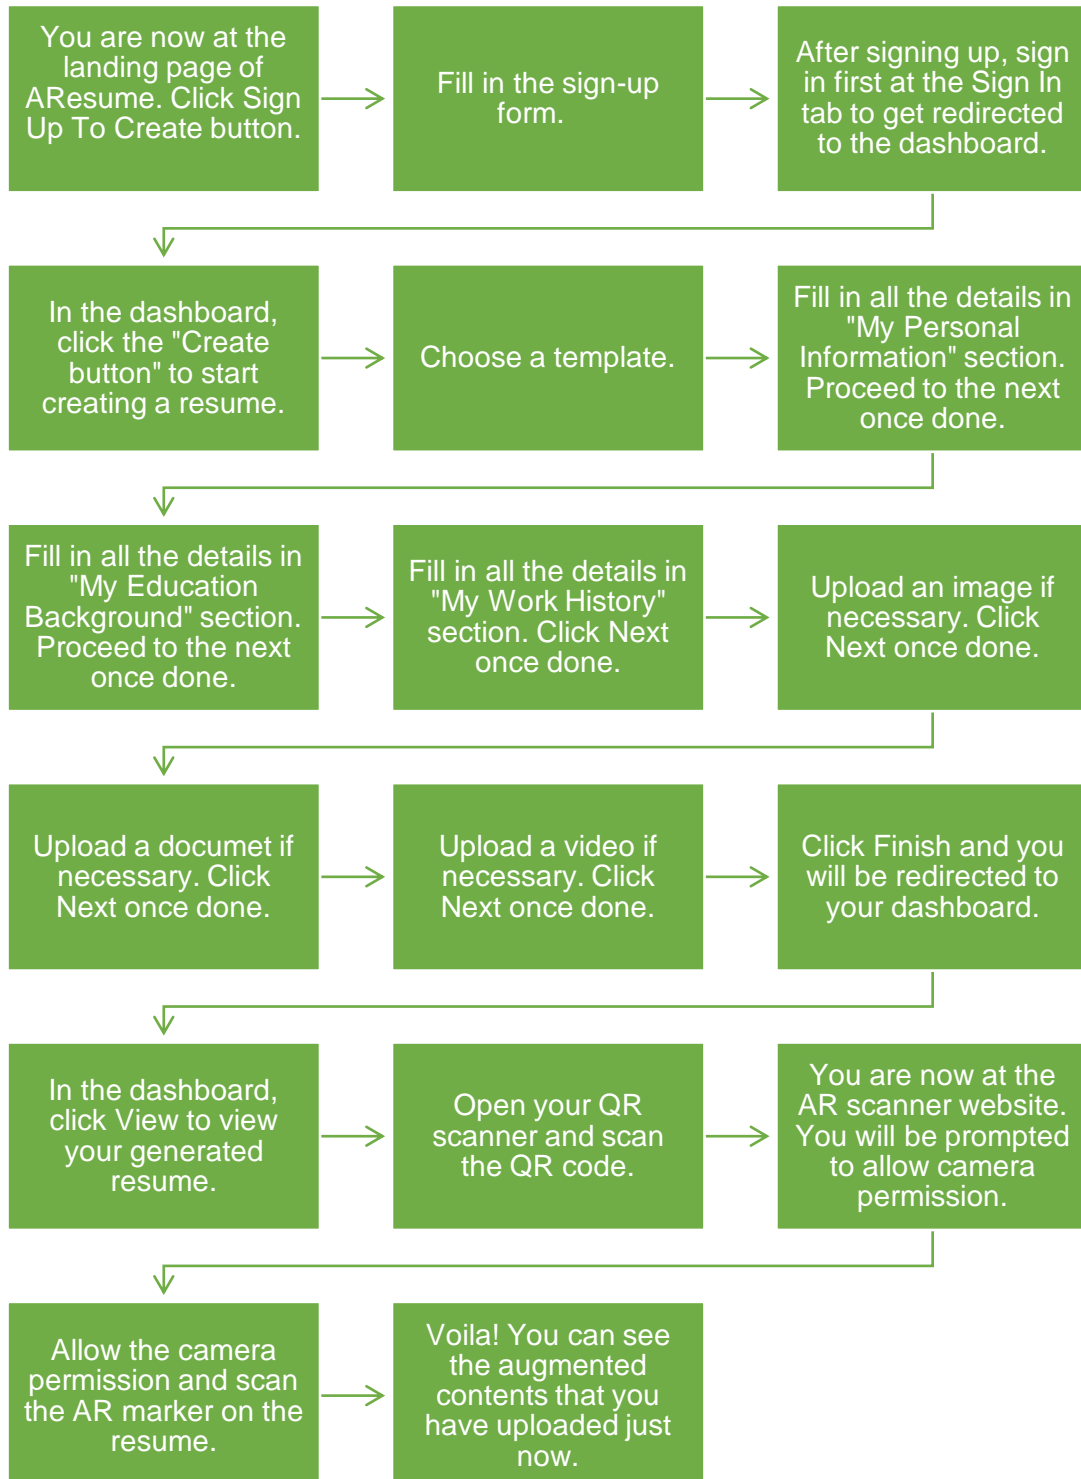 You are now at the
landing page of
AResume. Click Sign
Up To Create button.
Fill in the sign-up
form.
After signing up, sign
in first at the Sign In
tab to get redirected
to the dashboard.
In the dashboard,
click the "Create
button" to start
creating a resume.
Choose a template.
Fill in all the details in
"My Personal
Information" section.
Proceed to the next
once done.
Fill in all the details in
"My Education
Background" section.
Proceed to the next
once done.
Fill in all the details in
"My Work History"
section. Click Next
once done.
Upload an image if
necessary. Click
Next once done.
Upload a documet if
necessary. Click
Next once done.
Upload a video if
necessary. Click
Next once done.
Click Finish and you
will be redirected to
your dashboard.
In the dashboard,
click View to view
your generated
resume.
Open your QR
scanner and scan
the QR code.
You are now at the
AR scanner website.
You will be prompted
to allow camera
permission.
Allow the camera
permission and scan
the AR marker on the
resume.
Voila! You can see
the augmented
contents that you
have uploaded just
now.